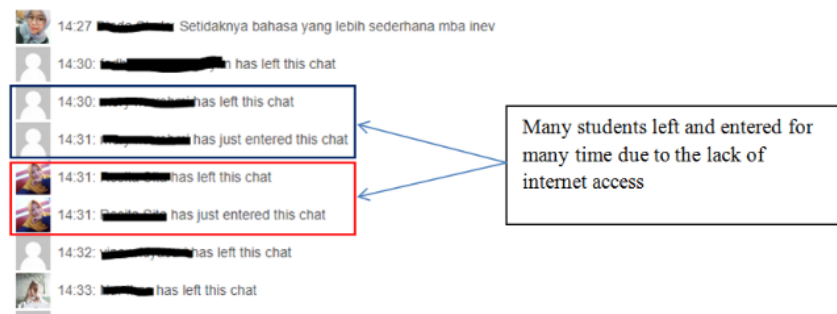 14:27 Setidaknya bahasa yang lebih sederhana mba inev
14:30: has left this chat
14:30: has left this chat
14:31: has just entered this chat
14:31: has left this chat
14:31: has just entered this chat
14:32: has left this chat
14:33: has left this chat
Many students left and entered for
many time due to the lack of
internet access